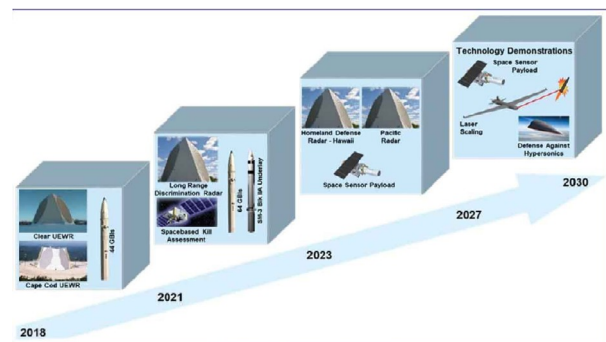 Technology Demonstrations
Space Sensor
Payload
Laser
Scaling
Defense Against
Hypersonics
Homeland Defense
Radar - Hawaii
Pacific
Radar
Space Sensor Payload
Long Range
Discrimination Radar
Spacebased Kill
Assessment
64 GBIs
SM-3 Blk IIA Underlay
Clear UEWR
Cape Cod UEWR
44 GBIs
2018
2021
2023
2027
2030